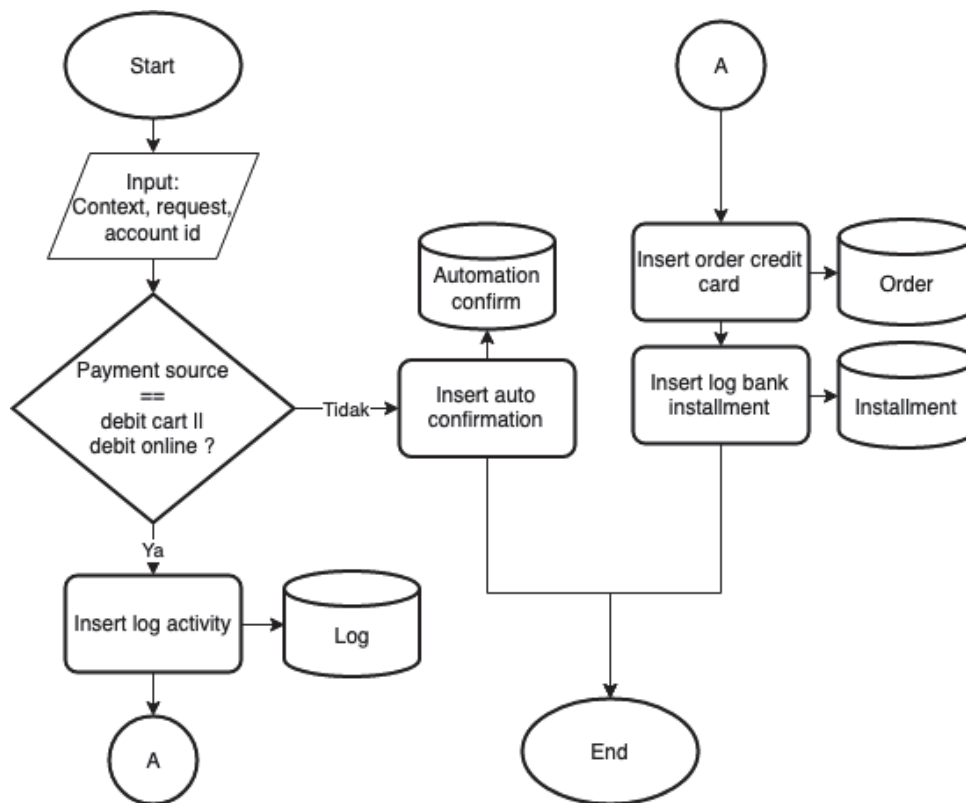 Start
Input:
Context, request,
account id
Payment source
==
debit cart II
debit online ?
Tidak
Ya
Insert log activity
Log
A
Automation
confirm
Insert auto
confirmation
A
Insert order credit
card
Order
Insert log bank
installment
Installment
End